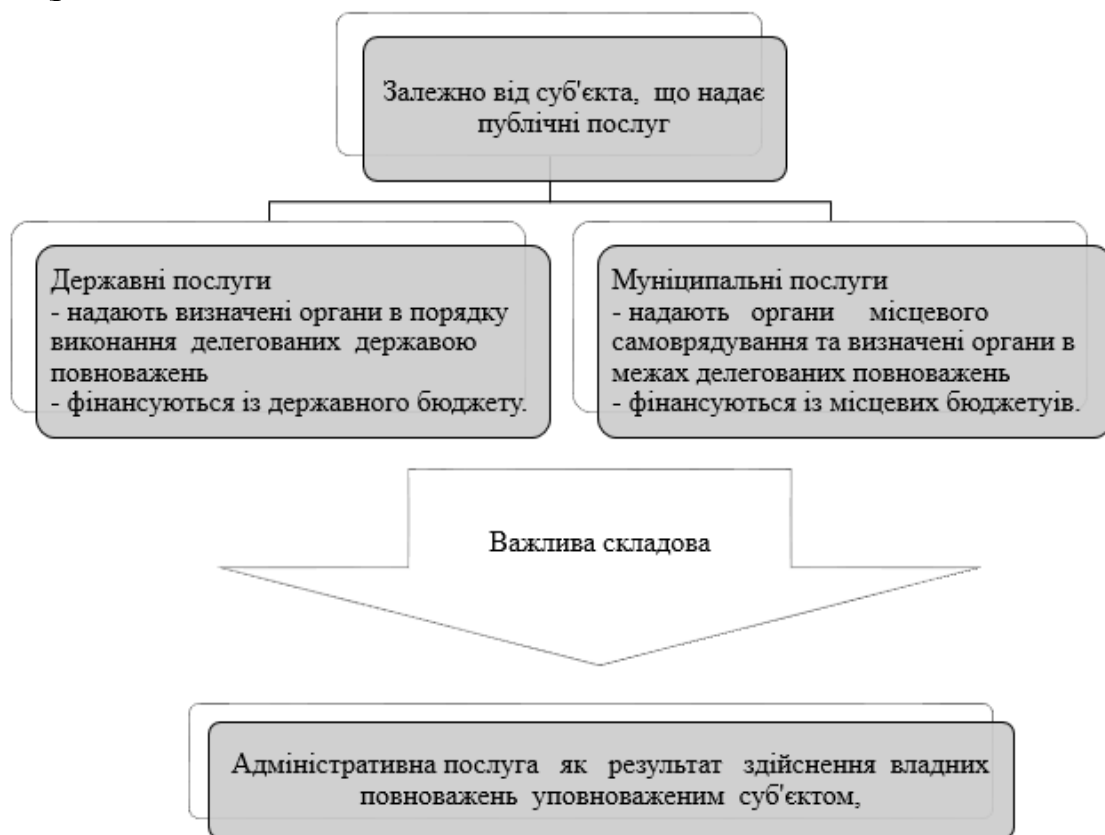 Залежно від суб'єкта, що надає
публічні послуг
Державні послуги
- надають визначені органи в порядку
виконання делегованих державою
повноважень
- фінансуються із державного бюджету.
Муніципальні послуги
- надають органи місцевого
самоврядування та визначені органи в
межах делегованих повноважень
- фінансуються із місцевих бюджетуів.
Важлива складова
Адміністративна послуга як результат здійснення владних
повноважень уповноваженим суб'єктом,